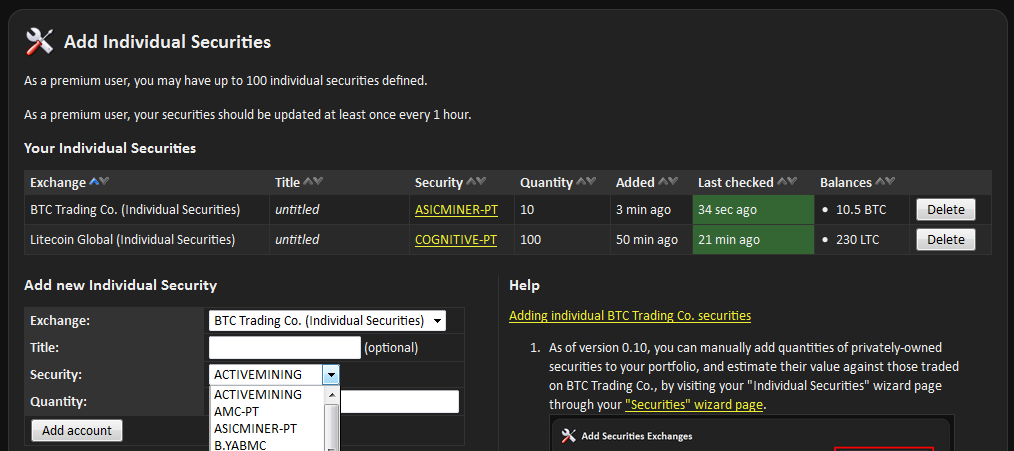 Add Individual Securities
As a premium user, you may have up to 100 individual securities defined.
As a premium user, your securities should be updated at least once every 1 hour.
Your Individual Securities
Exchange Title Security Quantity Added Last checked Balances
BTC Trading Co. (Individual Securities) untitled ASICMINER-PT 10 3 min ago 34 sec ago • 10.5 BTC Delete
Litecoin Global (Individual Securities) untitled COGNITIVE-PT 100 50 min ago 21 min ago • 230 LTC Delete
Add new Individual Security
Exchange: BTC Trading Co. (Individual Securities)
Title: (optional)
Security: ACTIVEMINING
ACTIVEMINING
Quantity:
AMC-PT
ASICMINER-PT
B.YABMC
Add account
Help
Adding individual BTC Trading Co. securities
1. As of version 0.10, you can manually add quantities of privately-owned
securities to your portfolio, and estimate their value against those traded
on BTC Trading Co., by visiting your "Individual Securities" wizard page
through your "Securities" wizard page.
Add Securities Exchanges